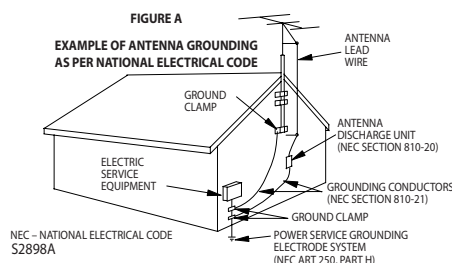 FIGURE A
EXAMPLE OF ANTENNA GROUNDING
AS PER NATIONAL ELECTRICAL CODE
ANTENNA
LEAD
WIRE
GROUND
CLAMP
ANTENNA
DISCHARGE UNIT
(NEC SECTION 810-20)
ELECTRIC
SERVICE
EQUIPMENT
GROUNDING CONDUCTORS
(NEC SECTION 810-21)
GROUND CLAMP
POWER SERVICE GROUNDING
ELECTRODE SYSTEM
(NEC ART 250, PART H)
NEC – NATIONAL ELECTRICAL CODE
S2898A